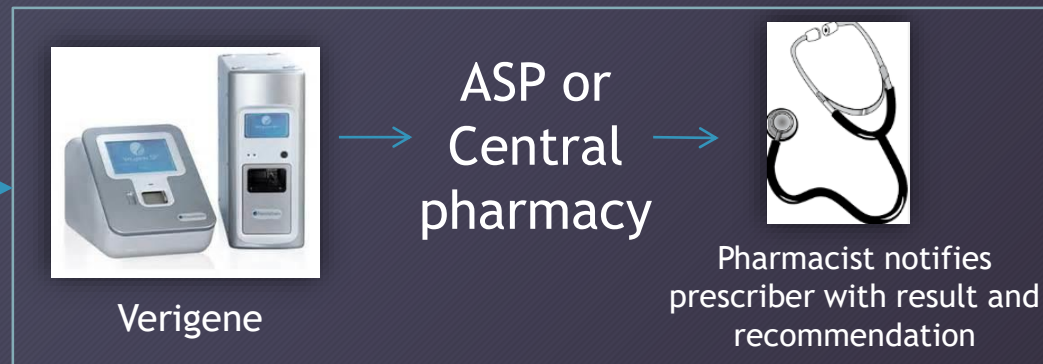 ASP or
Central
pharmacy
Verigene
Pharmacist notifies
prescriber with result and
recommendation